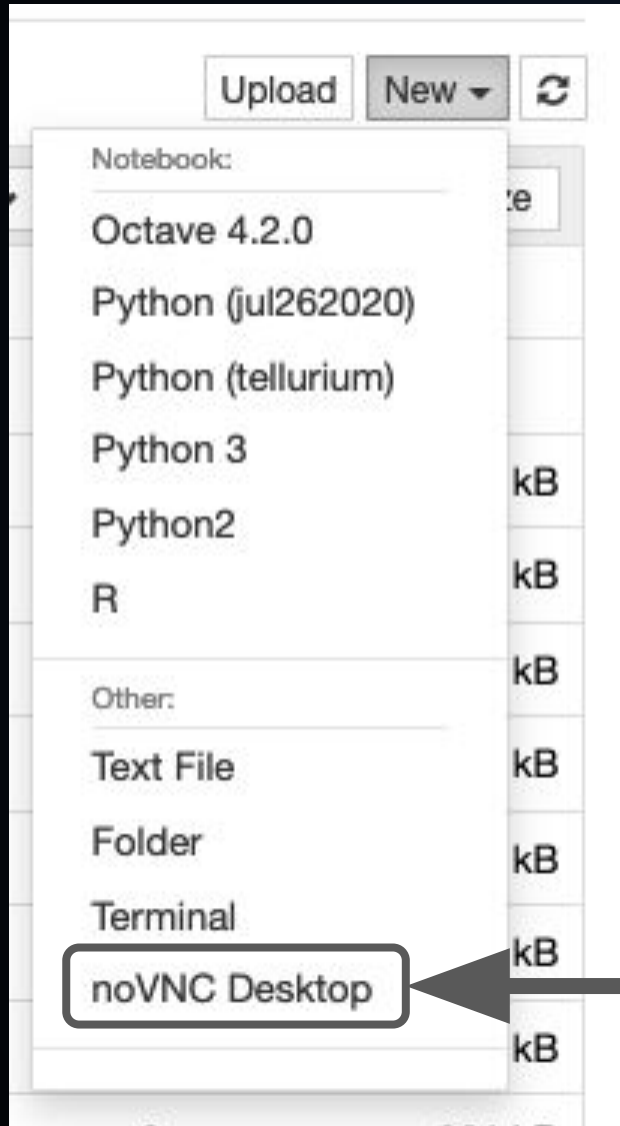 Upload New
Notebook:
ze
Octave 4.2.0
Python (jul262020)
Python (tellurium)
Python 3
kB
Python2
kB
R
kB
Other:
Text File
kB
Folder
kB
Terminal
kB
noVNC Desktop
kB